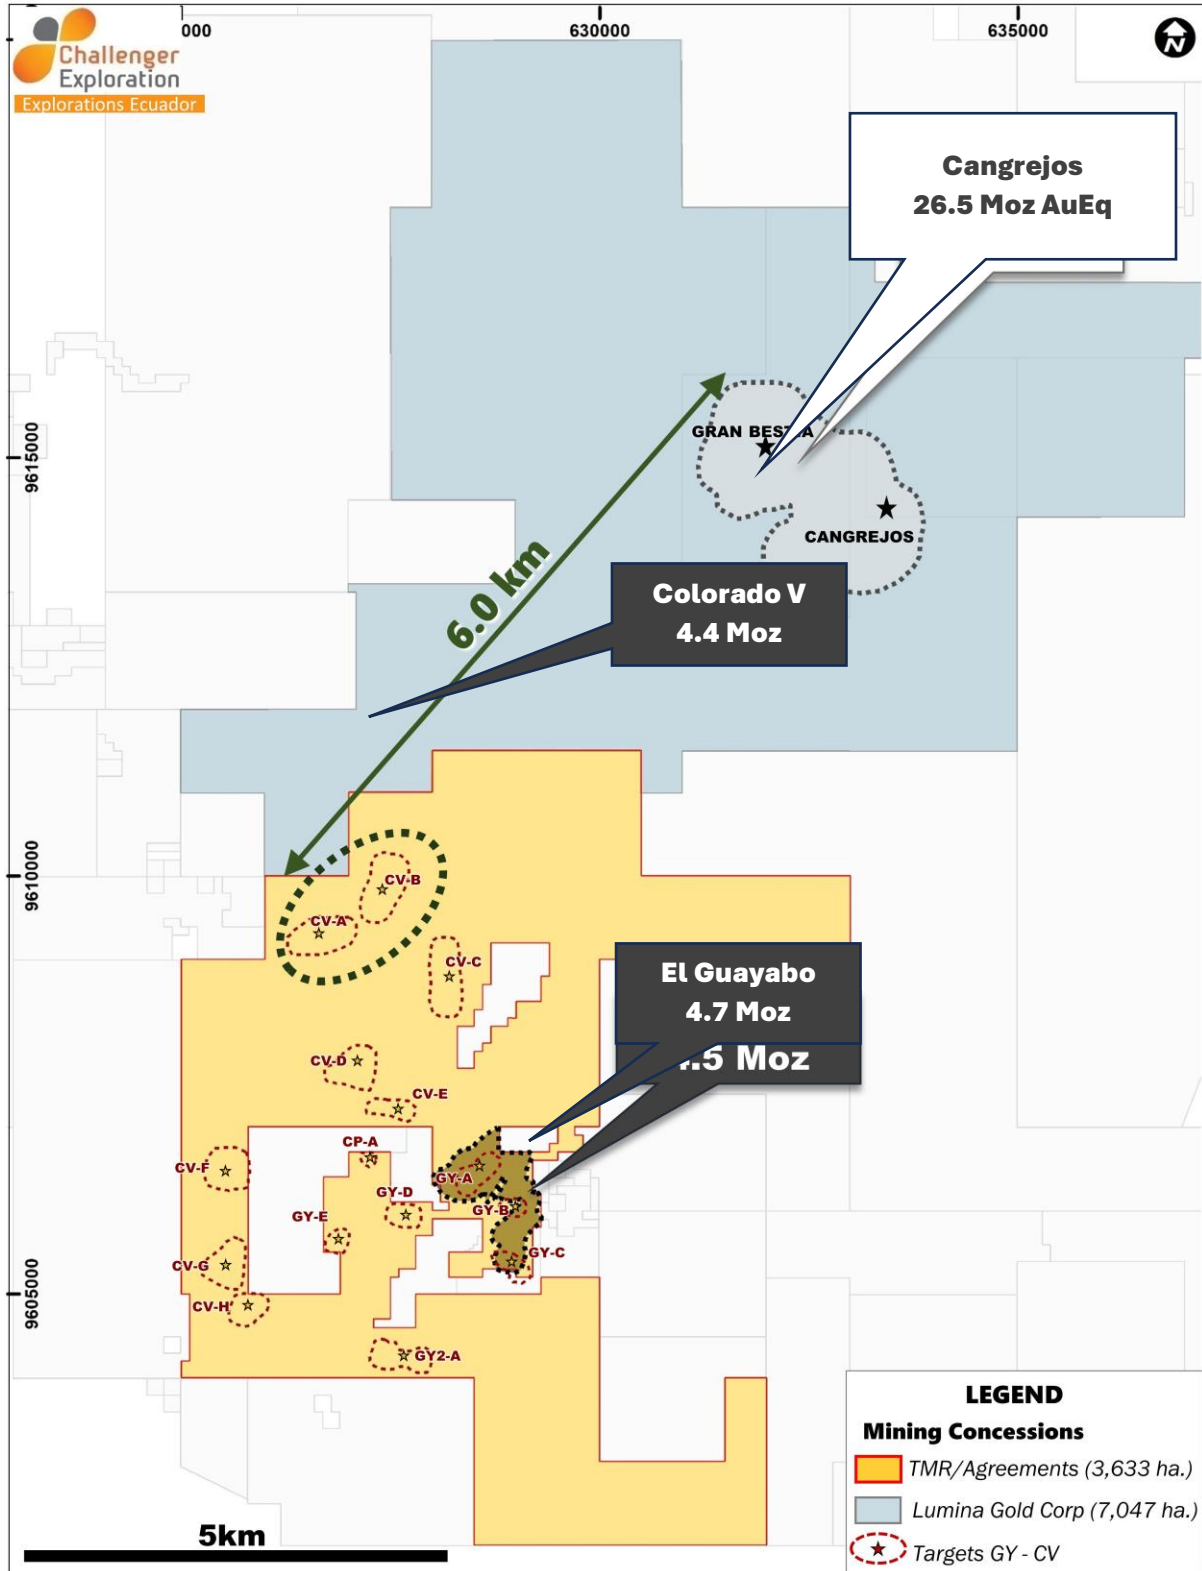 Challenger
Exploration
Explorations Ecuador
000
630000
635000
N
Cangrejos
26.5 Moz AuEq
GRAN BESTIA
CANGREJOS
9615000
6.0 km
Colorado V
4.4 Moz
9610000
CV-B
CV-A
CV-C
El Guayabo
4.7 Moz
.5 Moz
CV-D
CV-E
CP-A
CV-F
GY-A
GY-D
GY-B
GY-E
GY-C
CV-G
CV-H
9605000
GY2-A
LEGEND
Mining Concessions
TMR/Agreements (3,633 ha.)
Lumina Gold Corp (7,047 ha.)
Targets GY - CV
5km